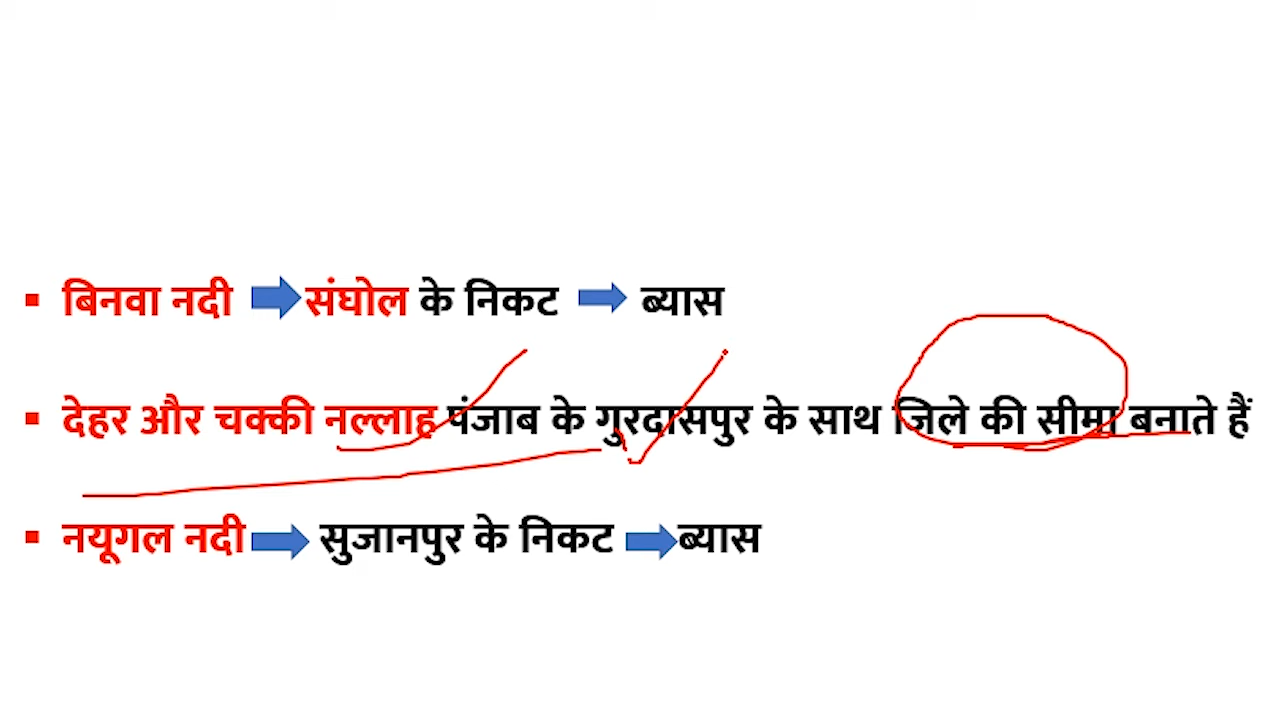 बिनवा नदी संघोल के निकट ब्यास
देहर और चक्की नल्लाह पंजाब के गुरदासपुर के साथ जिले की सीमा बनाते हैं
नयूगल नदी सुजानपुर के निकट ब्यास